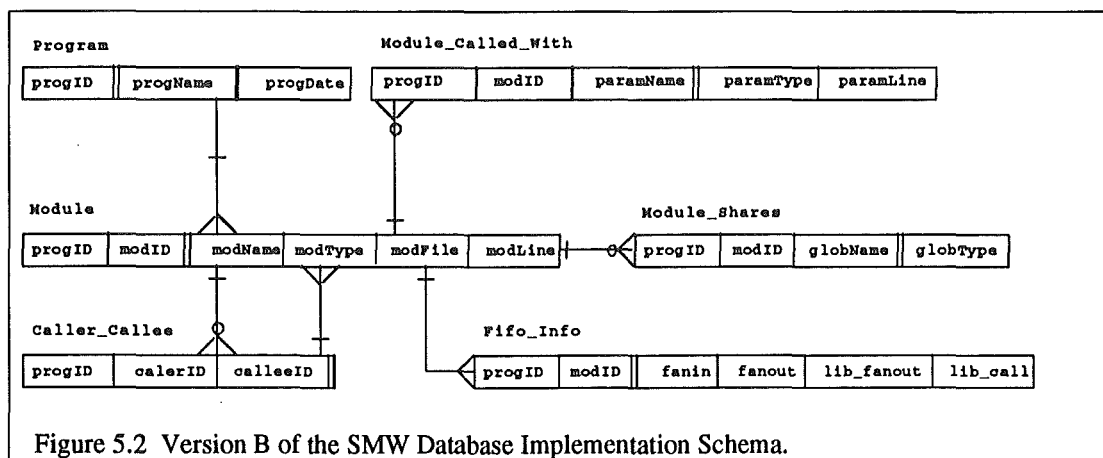 Program
progID progName progDate
Module_Called_With
progID modID paramName paramType paramLine
Module
progID modID modName modType modFile modLine
Module_Shares
progID modID globName globType
Caller_Callee
progID calerID calleeID
Fifo_Info
progID modID fanin fanout lib_fanout lib_call
Figure 5.2 Version B of the SMW Database Implementation Schema.